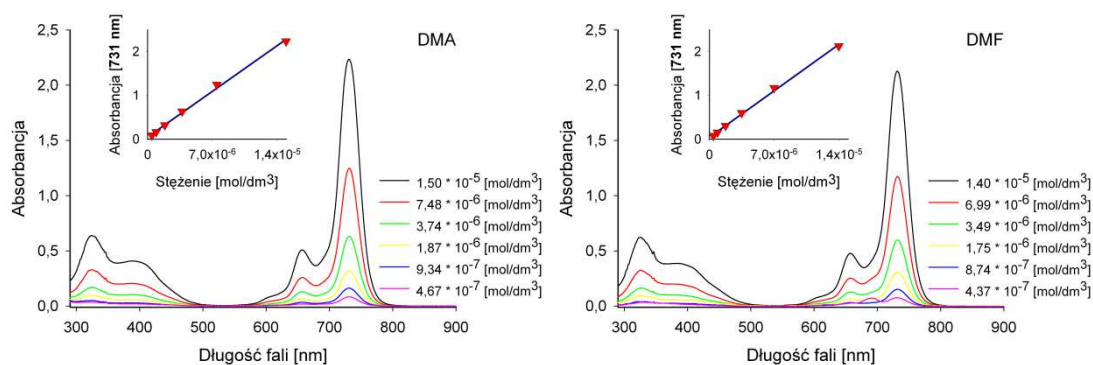 DMA
Absorbancja
2,5
2,0
1,5
1,0
0,5
0,0
300 400 500 600 700 800 900
Długość fali [nm]
Absorbancja [731 nm]
2
1
0
0 7,0x10-6 1,4x10-5
Stężenie [mol/dm3]
1,50 * 10-5 [mol/dm3]
7,48 * 10-6 [mol/dm3]
3,74 * 10-6 [mol/dm3]
1,87 * 10-6 [mol/dm3]
9,34 * 10-7 [mol/dm3]
4,67 * 10-7 [mol/dm3]
DMF
Absorbancja
2,5
2,0
1,5
1,0
0,5
0,0
300 400 500 600 700 800 900
Długość fali [nm]
Absorbancja [731 nm]
2
1
0
0 7,0x10-6 1,4x10-5
Stężenie [mol/dm3]
1,40 * 10-5 [mol/dm3]
6,99 * 10-6 [mol/dm3]
3,49 * 10-6 [mol/dm3]
1,75 * 10-6 [mol/dm3]
8,74 * 10-7 [mol/dm3]
4,37 * 10-7 [mol/dm3]